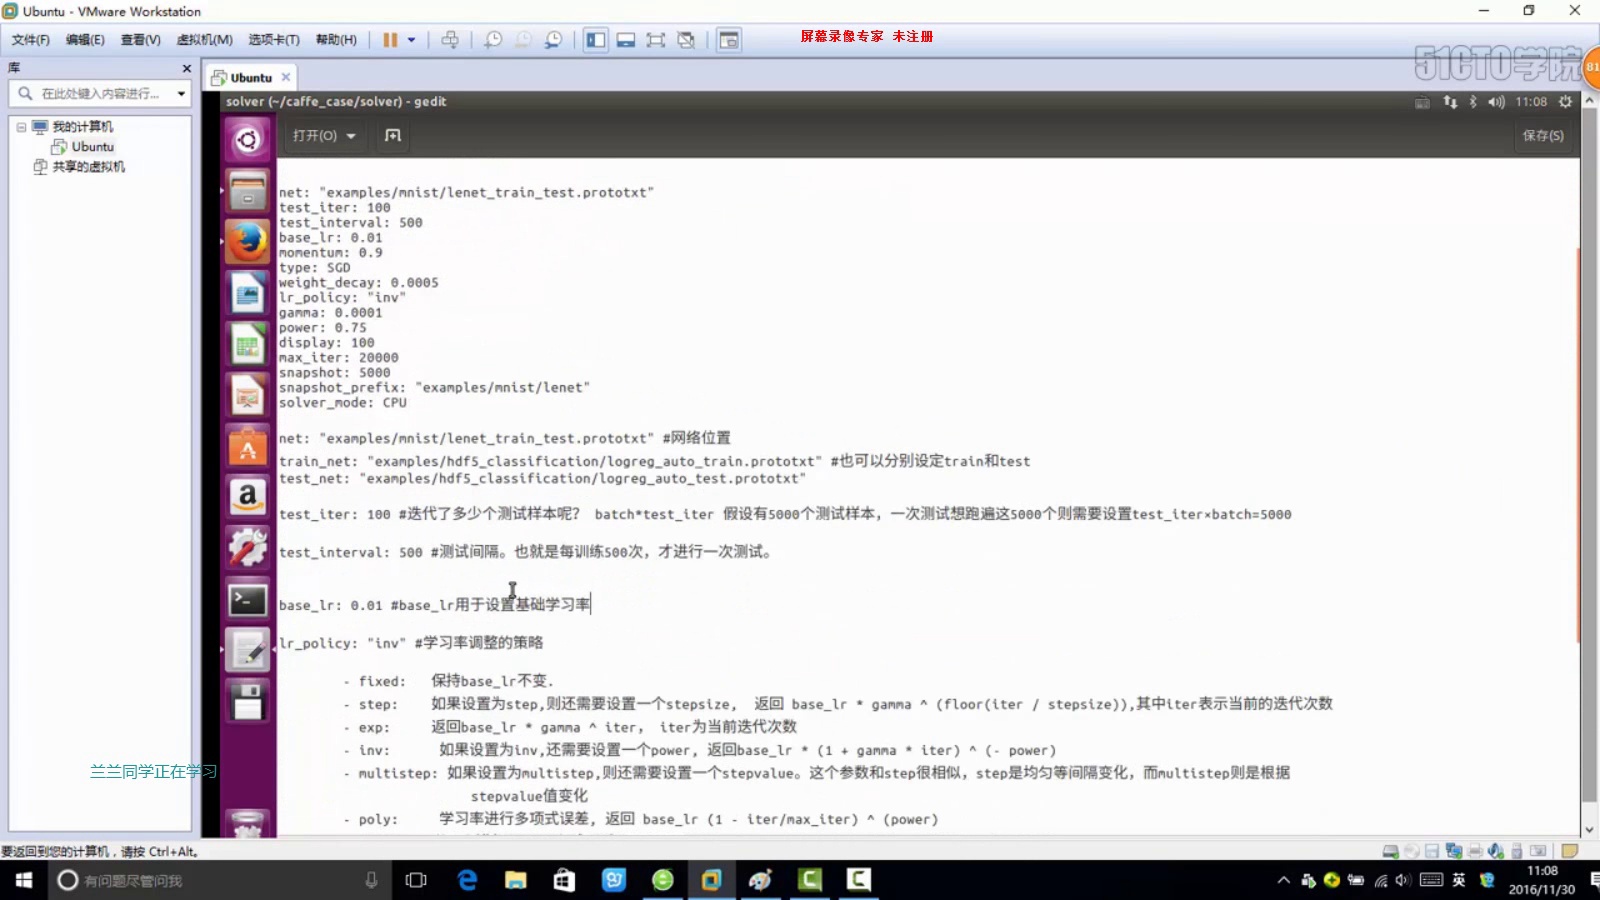 Ubuntu - VMware Workstation
文件(F) 编辑(E) 查看(V) 虚拟机(M) 选项卡(T) 帮助(H)
屏幕录像专家 未注册
51CTO学院
81
库
Ubuntu
在此处键入内容进行...
solver (~/caffe_case/solver) - gedit
11:08
我的计算机
Ubuntu
共享的虚拟机
打开(O)
保存(S)
net: "examples/mnist/lenet_train_test.prototxt"
test_iter: 100
test_interval: 500
base_lr: 0.01
momentum: 0.9
type: SGD
weight_decay: 0.0005
lr_policy: "inv"
gamma: 0.0001
power: 0.75
display: 100
max_iter: 20000
snapshot: 5000
snapshot_prefix: "examples/mnist/lenet"
solver_mode: CPU
net: "examples/mnist/lenet_train_test.prototxt" #网络位置
train_net: "examples/hdf5_classification/logreg_auto_train.prototxt" #也可以分别设定train和test
test_net: "examples/hdf5_classification/logreg_auto_test.prototxt"
test_iter: 100 #迭代了多少个测试样本呢？ batch*test_iter 假设有5000个测试样本，一次测试想跑遍这5000个则需要设置test_iter×batch=5000
test_interval: 500 #测试间隔。也就是每训练500次，才进行一次测试。
base_lr: 0.01 #base_lr用于设置基础学习率
lr_policy: "inv" #学习率调整的策略
- fixed: 保持base_lr不变.
- step: 如果设置为step,则还需要设置一个stepsize, 返回 base_lr * gamma ^ (floor(iter / stepsize)),其中iter表示当前的迭代次数
- exp: 返回base_lr * gamma ^ iter， iter为当前迭代次数
- inv: 如果设置为inv,还需要设置一个power, 返回base_lr * (1 + gamma * iter) ^ (- power)
- multistep: 如果设置为multistep,则还需要设置一个stepvalue。这个参数和step很相似，step是均匀等间隔变化，而multistep则是根据
stepvalue值变化
- poly: 学习率进行多项式误差, 返回 base_lr (1 - iter/max_iter) ^ (power)
兰兰同学正在学习
要返回到您的计算机，请按 Ctrl+Alt。
有问题尽管问我
英
11:08
2016/11/30